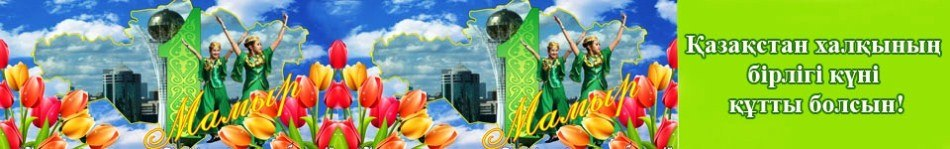 1
Мамыр
1
Мамыр
Қазақстан халқының
бірлігі күні
құтты болсын!